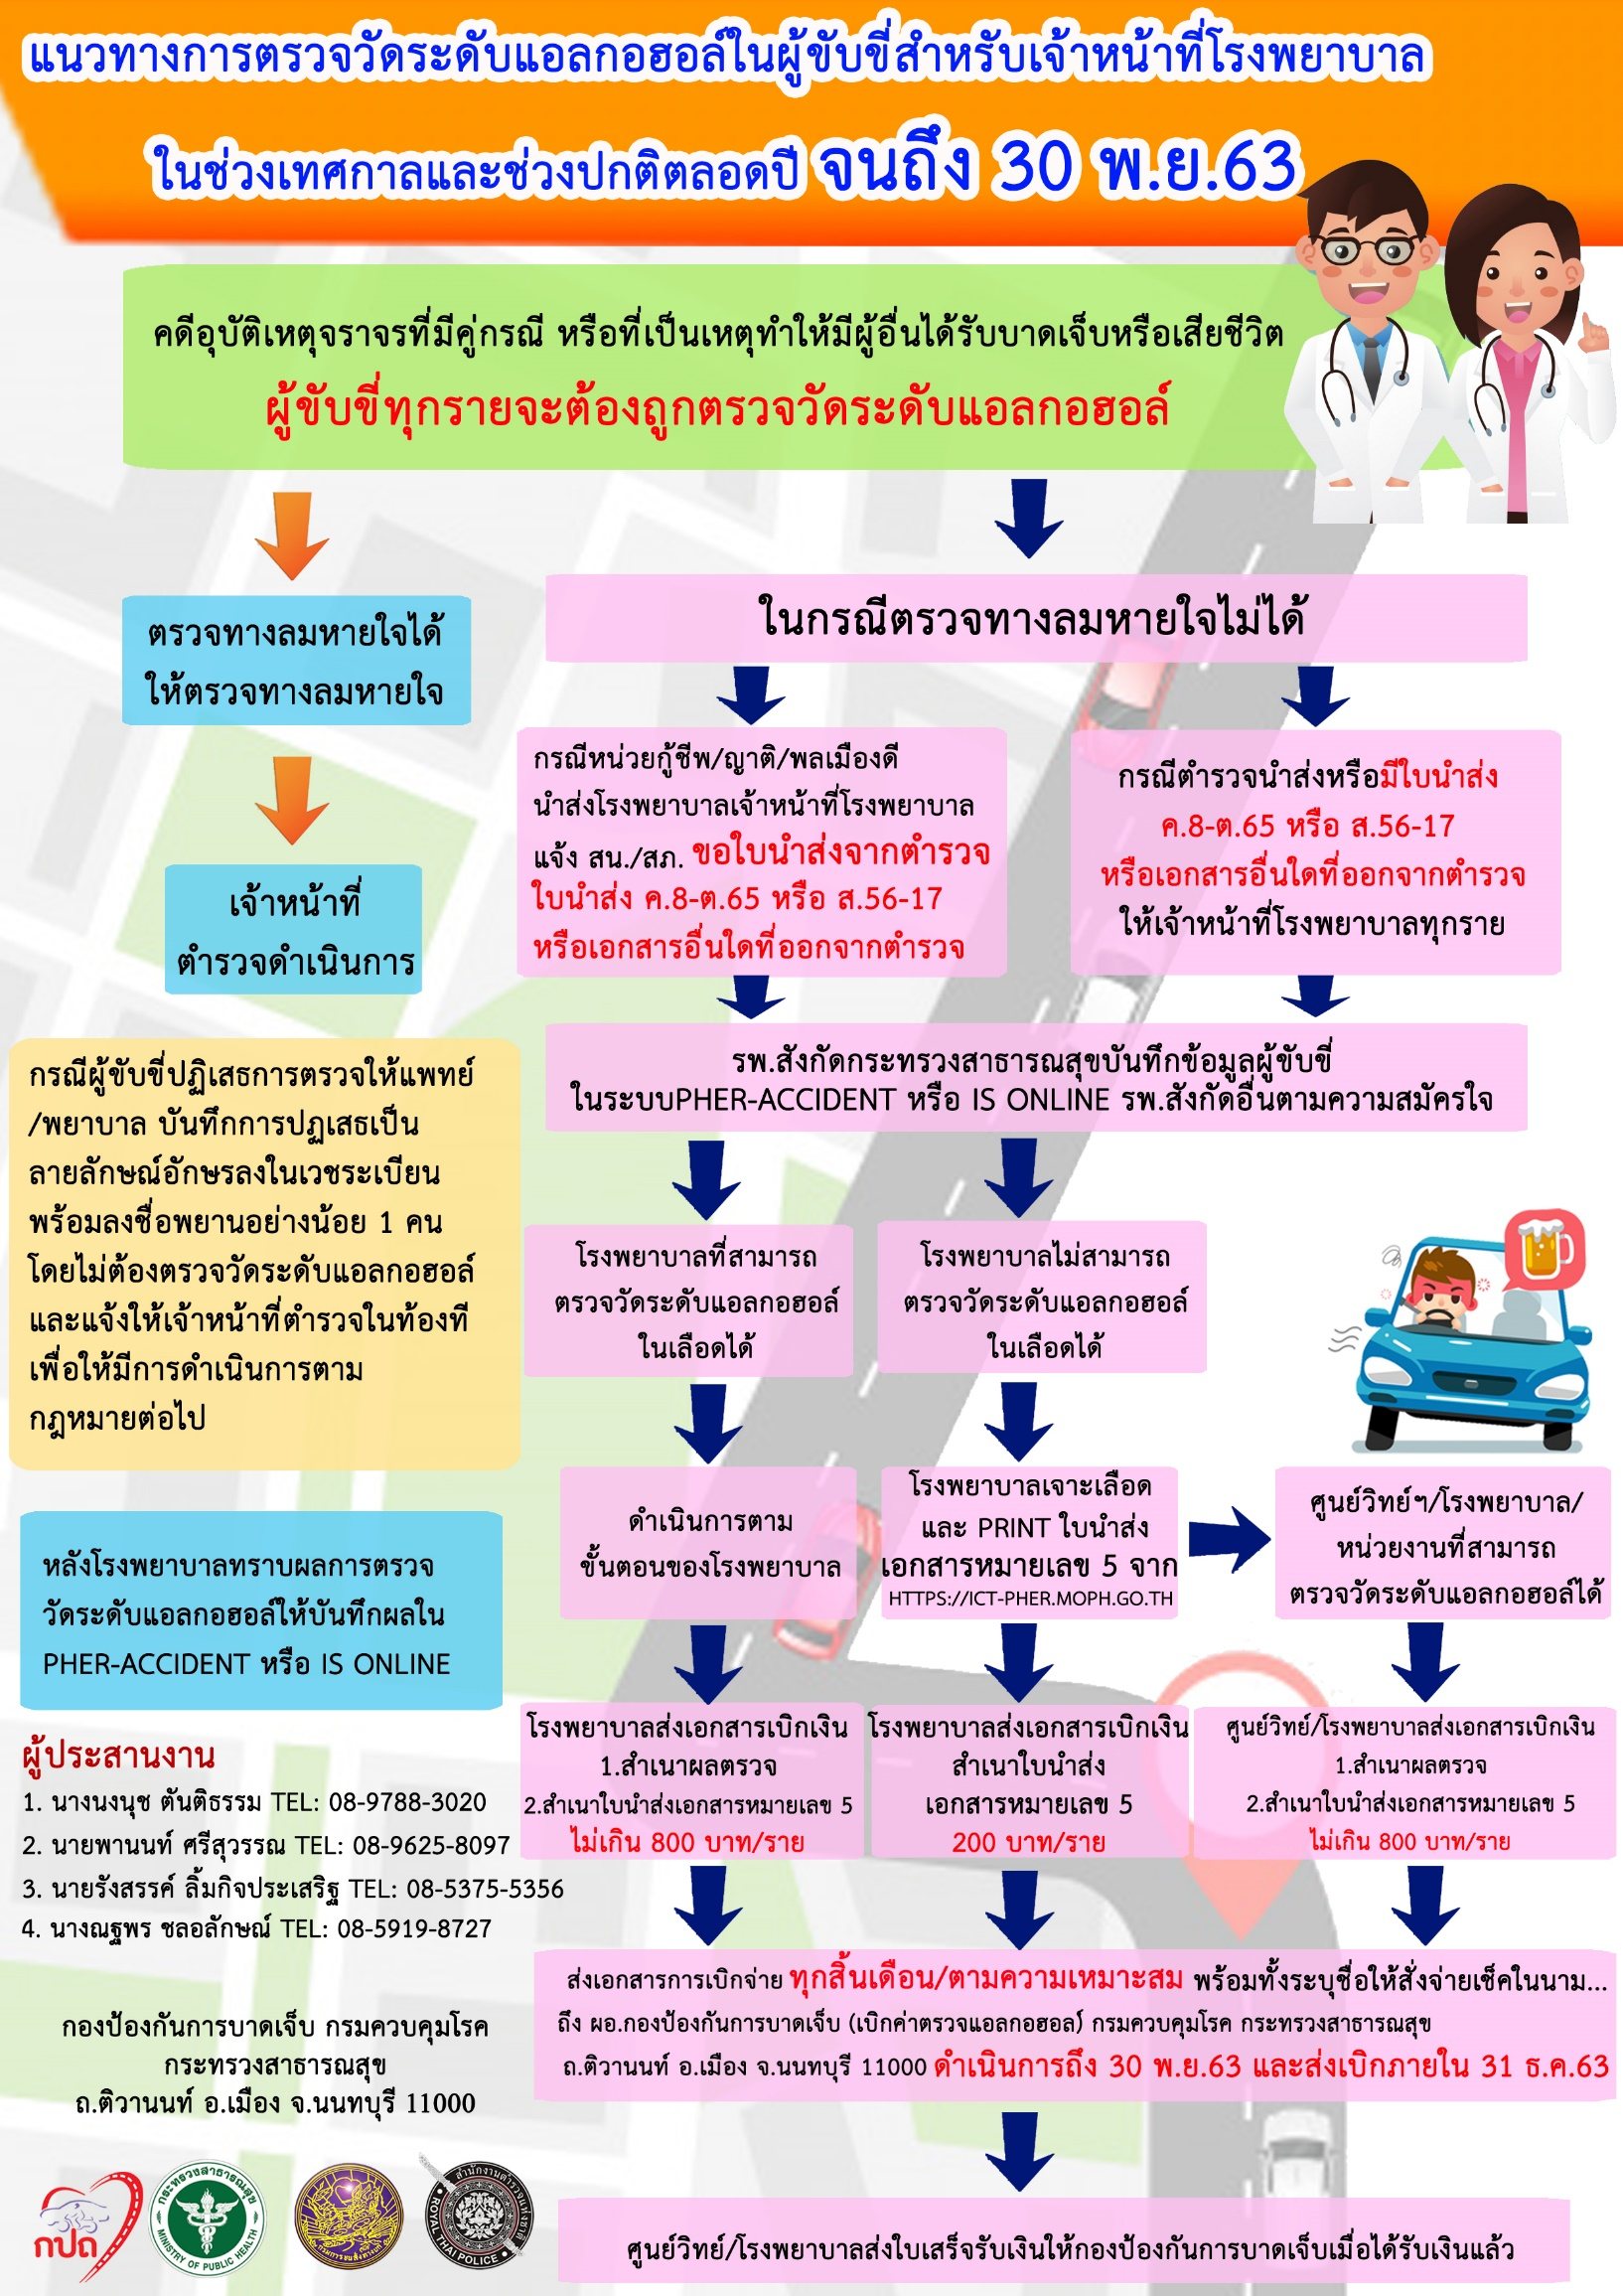 แนวทางการตรวจวัดระดับแอลกอฮอล์ในผู้ขับขี่สำหรับเจ้าหน้าที่โรงพยาบาล
ในช่วงเทศกาลและช่วงปกติตลอดปี จนถึง 30 พ.ย.63
คดีอุบัติเหตุจราจรที่มีคู่กรณี หรือที่เป็นเหตุทำให้มีผู้อื่นได้รับบาดเจ็บหรือเสียชีวิต
ผู้ขับขี่ทุกรายจะต้องถูกตรวจวัดระดับแอลกอฮอล์
ตรวจทางลมหายใจได้
ให้ตรวจทางลมหายใจ
เจ้าหน้าที่
ตำรวจดำเนินการ
ในกรณีตรวจทางลมหายใจไม่ได้
กรณีหน่วยกู้ชีพ/ญาติ/พลเมืองดี
นำส่งโรงพยาบาลเจ้าหน้าที่โรงพยาบาล
แจ้ง สน./สภ. ขอใบนำส่งจากตำรวจ
ใบนำส่ง ค.8-ต.65 หรือ ส.56-17
หรือเอกสารอื่นใดที่ออกจากตำรวจ
กรณีตำรวจนำส่งหรือมีใบนำส่ง
ค.8-ต.65 หรือ ส.56-17
หรือเอกสารอื่นใดที่ออกจากตำรวจ
ให้เจ้าหน้าที่โรงพยาบาลทุกราย
รพ.สังกัดกระทรวงสาธารณสุขบันทึกข้อมูลผู้ขับขี่
ในระบบPHER-ACCIDENT หรือ IS ONLINE รพ.สังกัดอื่นตามความสมัครใจ
กรณีผู้ขับขี่ปฏิเสธการตรวจให้แพทย์
/พยาบาล บันทึกการปฏเสธเป็น
ลายลักษณ์อักษรลงในเวชระเบียน
พร้อมลงชื่อพยานอย่างน้อย 1 คน
โดยไม่ต้องตรวจวัดระดับแอลกอฮอล์
และแจ้งให้เจ้าหน้าที่ตำรวจในท้องที
เพื่อให้มีการดำเนินการตาม
กฎหมายต่อไป
โรงพยาบาลที่สามารถ
ตรวจวัดระดับแอลกอฮอล์
ในเลือดได้
โรงพยาบาลไม่สามารถ
ตรวจวัดระดับแอลกอฮอล์
ในเลือดได้
ดำเนินการตาม
ขั้นตอนของโรงพยาบาล
โรงพยาบาลเจาะเลือด
และ PRINT ใบนำส่ง
เอกสารหมายเลข 5 จาก
HTTPS://ICT-PHER.MOPH.GO.TH
ศูนย์วิทย์ฯ/โรงพยาบาล/
หน่วยงานที่สามารถ
ตรวจวัดระดับแอลกอฮอล์ได้
หลังโรงพยาบาลทราบผลการตรวจ
วัดระดับแอลกอฮอล์ให้บันทึกผลใน
PHER-ACCIDENT หรือ IS ONLINE
โรงพยาบาลส่งเอกสารเบิกเงิน
1.สำเนาผลตรวจ
2.สำเนาใบนำส่งเอกสารหมายเลข 5
ไม่เกิน 800 บาท/ราย
โรงพยาบาลส่งเอกสารเบิกเงิน
สำเนาใบนำส่ง
เอกสารหมายเลข 5
200 บาท/ราย
ศูนย์วิทย์/โรงพยาบาลส่งเอกสารเบิกเงิน
1.สำเนาผลตรวจ
2.สำเนาใบนำส่งเอกสารหมายเลข 5
ไม่เกิน 800 บาท/ราย
ผู้ประสานงาน
1. นางนงนุช ตันติธรรม TEL: 08-9788-3020
2. นายพานนท์ ศรีสุวรรณ TEL: 08-9625-8097
3. นายรังสรรค์ ลิ้มกิจประเสริฐ TEL: 08-5375-5356
4. นางณฐพร ชลอลักษณ์ TEL: 08-5919-8727
ส่งเอกสารการเบิกจ่าย ทุกสิ้นเดือน/ตามความเหมาะสม พร้อมทั้งระบุชื่อให้สั่งจ่ายเช็คในนาม...
ถึง ผอ.กองป้องกันการบาดเจ็บ (เบิกค่าตรวจแอลกอฮอล) กรมควบคุมโรค กระทรวงสาธารณสุข
ถ.ติวานนท์ อ.เมือง จ.นนทบุรี 11000 ดำเนินการถึง 30 พ.ย.63 และส่งเบิกภายใน 31 ธ.ค.63
กองป้องกันการบาดเจ็บ กรมควบคุมโรค
กระทรวงสาธารณสุข
ถ.ติวานนท์ อ.เมือง จ.นนทบุรี 11000
กปถ
กระทรวงสาธารณสุข
MINISTRY OF PUBLIC HEALTH
กรมการขนส่งทางบก
สำนักงานตำรวจแห่งชาติ
ROYAL THAI POLICE
ศูนย์วิทย์/โรงพยาบาลส่งใบเสร็จรับเงินให้กองป้องกันการบาดเจ็บเมื่อได้รับเงินแล้ว